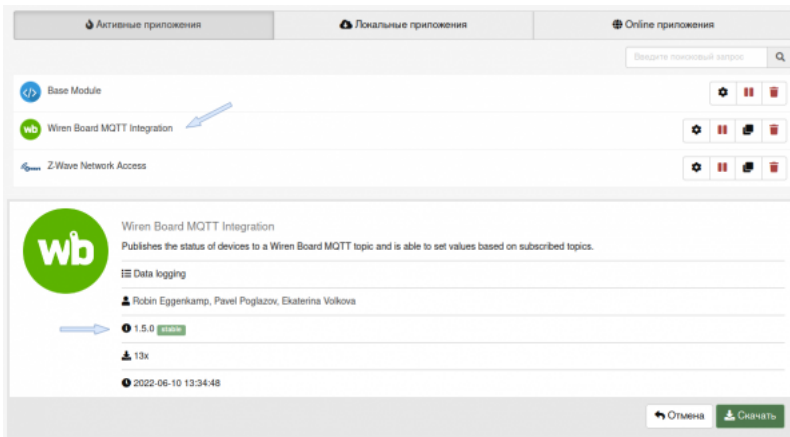 Активные приложения
Локальные приложения
Online приложения
Введите поисковый запрос
Base Module
wb
Wiren Board MQTT Integration
Z-Wave Network Access
wb
Wiren Board MQTT Integration
Publishes the status of devices to a Wiren Board MQTT topic and is able to set values based on subscribed topics.
Data logging
Robin Eggenkamp, Pavel Poglazov, Ekaterina Volkova
1.5.0 stable
13x
2022-06-10 13:34:48
Отмена
Скачать